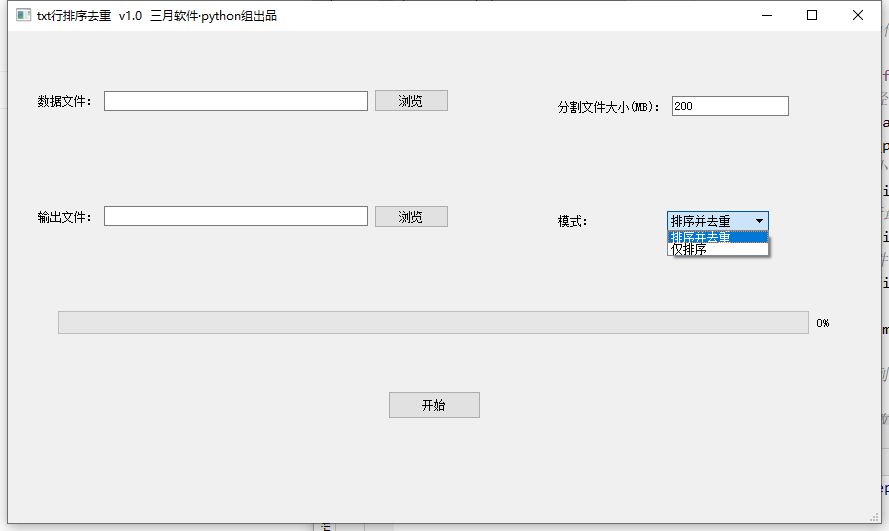 txt行排序去重 v1.0 三月软件·python组出品
数据文件：
浏览
分割文件大小(MB)：
200
输出文件：
浏览
模式：
排序并去重
排序并去重
仅排序
0%
开始